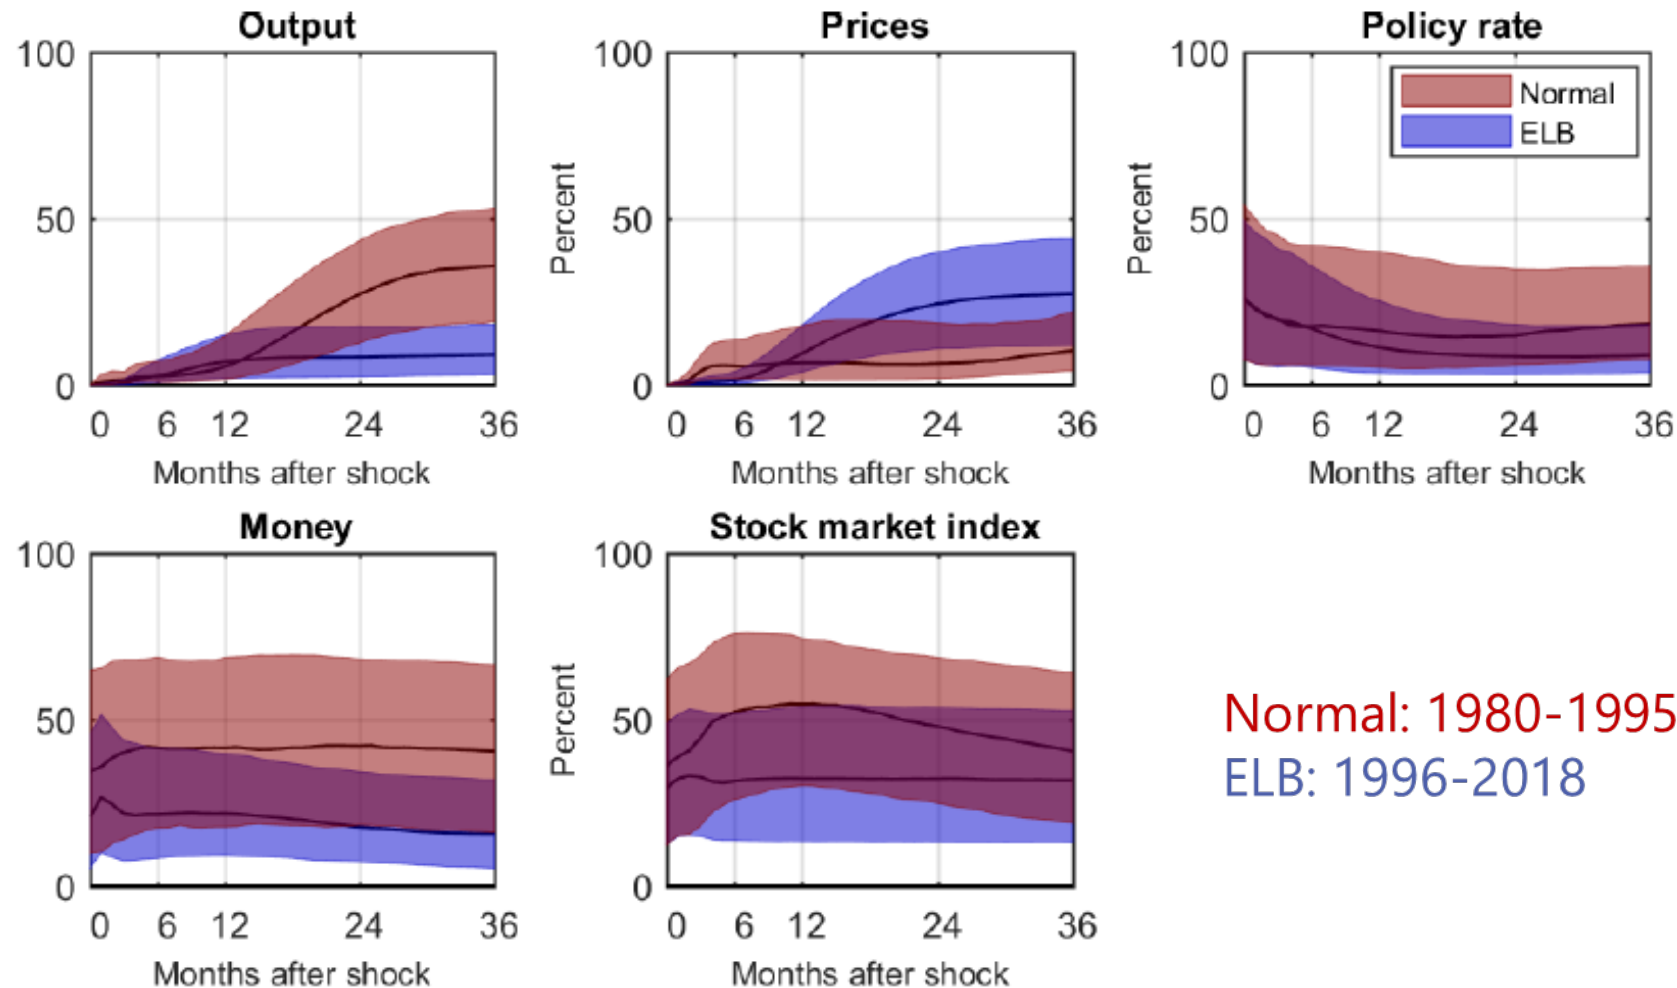 Output
100
50
0
0 6 12 24 36
Months after shock
Prices
Percent
100
50
0
0 6 12 24 36
Months after shock
Policy rate
Percent
100
50
0
Normal
ELB
0 6 12 24 36
Months after shock
Money
100
50
0
0 6 12 24 36
Months after shock
Stock market index
Percent
100
50
0
0 6 12 24 36
Months after shock
Normal: 1980-1995
ELB: 1996-2018